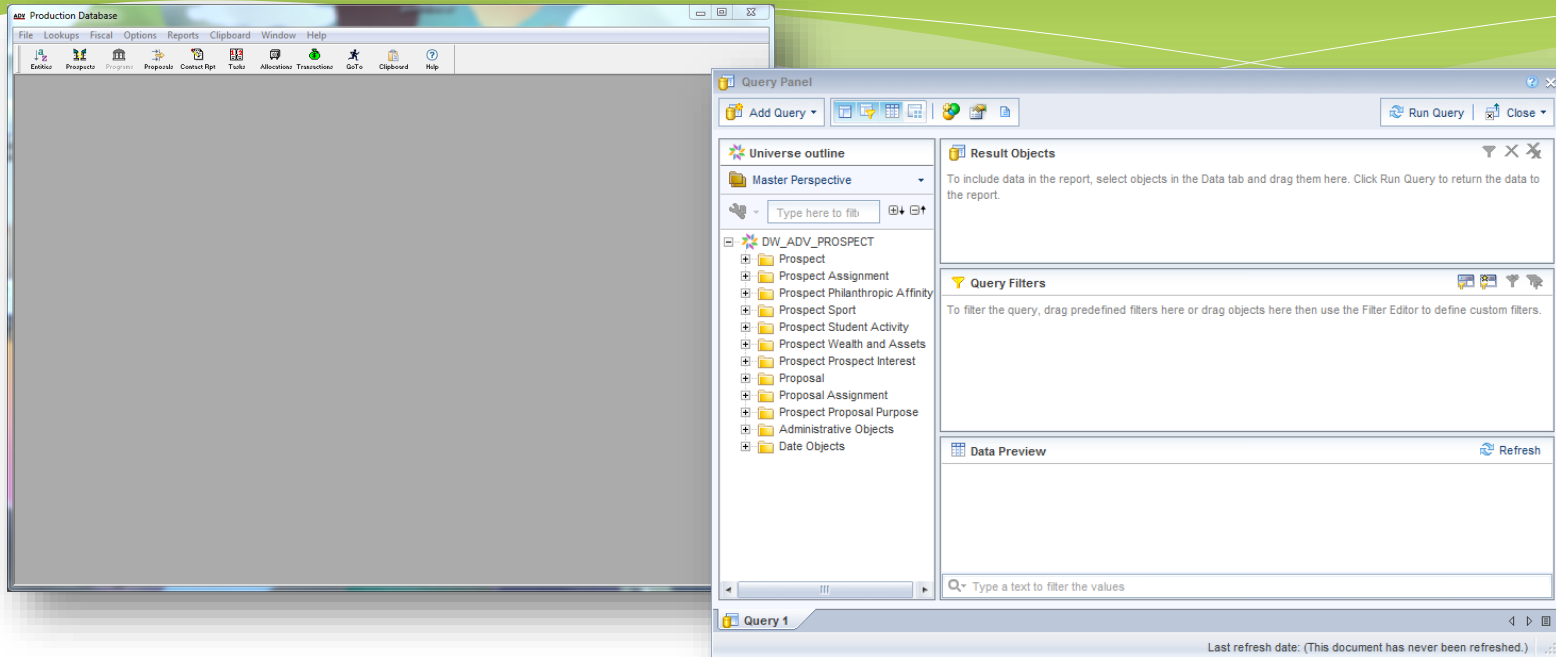 ADV Production Database
File Lookups Fiscal Options Reports Clipboard Window Help
Entities Prospects Programs Proposals Contact Rpt Tasks Allocations Transactions GoTo Clipboard Help
Query Panel
Add Query
Run Query Close
Universe outline
Master Perspective
Type here to filt
DW_ADV_PROSPECT
Prospect
Prospect Assignment
Prospect Philanthropic Affinity
Prospect Sport
Prospect Student Activity
Prospect Wealth and Assets
Prospect Prospect Interest
Proposal
Proposal Assignment
Prospect Proposal Purpose
Administrative Objects
Date Objects
Result Objects
To include data in the report, select objects in the Data tab and drag them here. Click Run Query to return the data to
the report.
Query Filters
To filter the query, drag predefined filters here or drag objects here then use the Filter Editor to define custom filters.
Data Preview
Refresh
Type a text to filter the values
Query 1
Last refresh date: (This document has never been refreshed.)